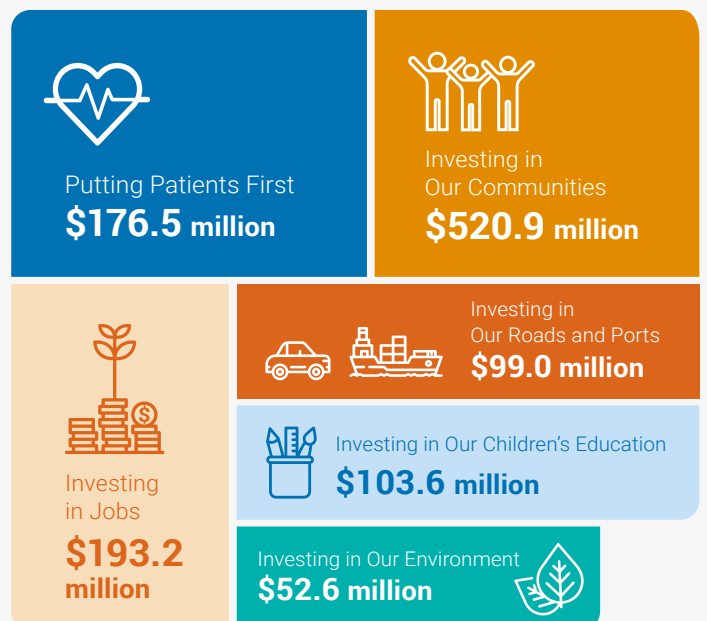 Putting Patients First
$176.5 million
Investing in
Our Communities
$520.9 million
Investing
in Jobs
$193.2
million
Investing in
Our Roads and Ports
$99.0 million
Investing in Our Children's Education
$103.6 million
Investing in Our Environment
$52.6 million
$